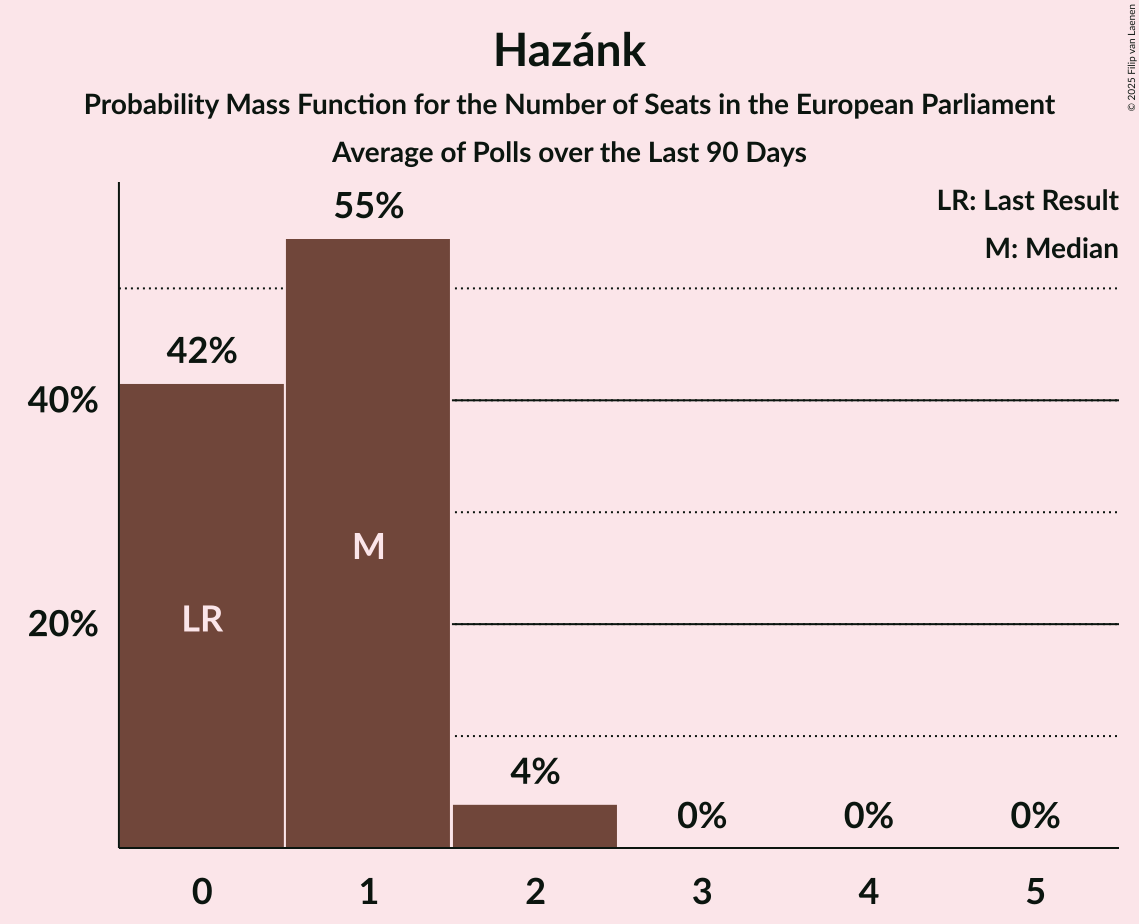 Hazánk
Probability Mass Function for the Number of Seats in the European Parliament
Average of Polls over the Last 90 Days
© 2025 Filip van Laenen
LR: Last Result
M: Median
55%
42%
40%
M
LR
20%
4%
0%
0%
0%
0
1
2
3
4
5